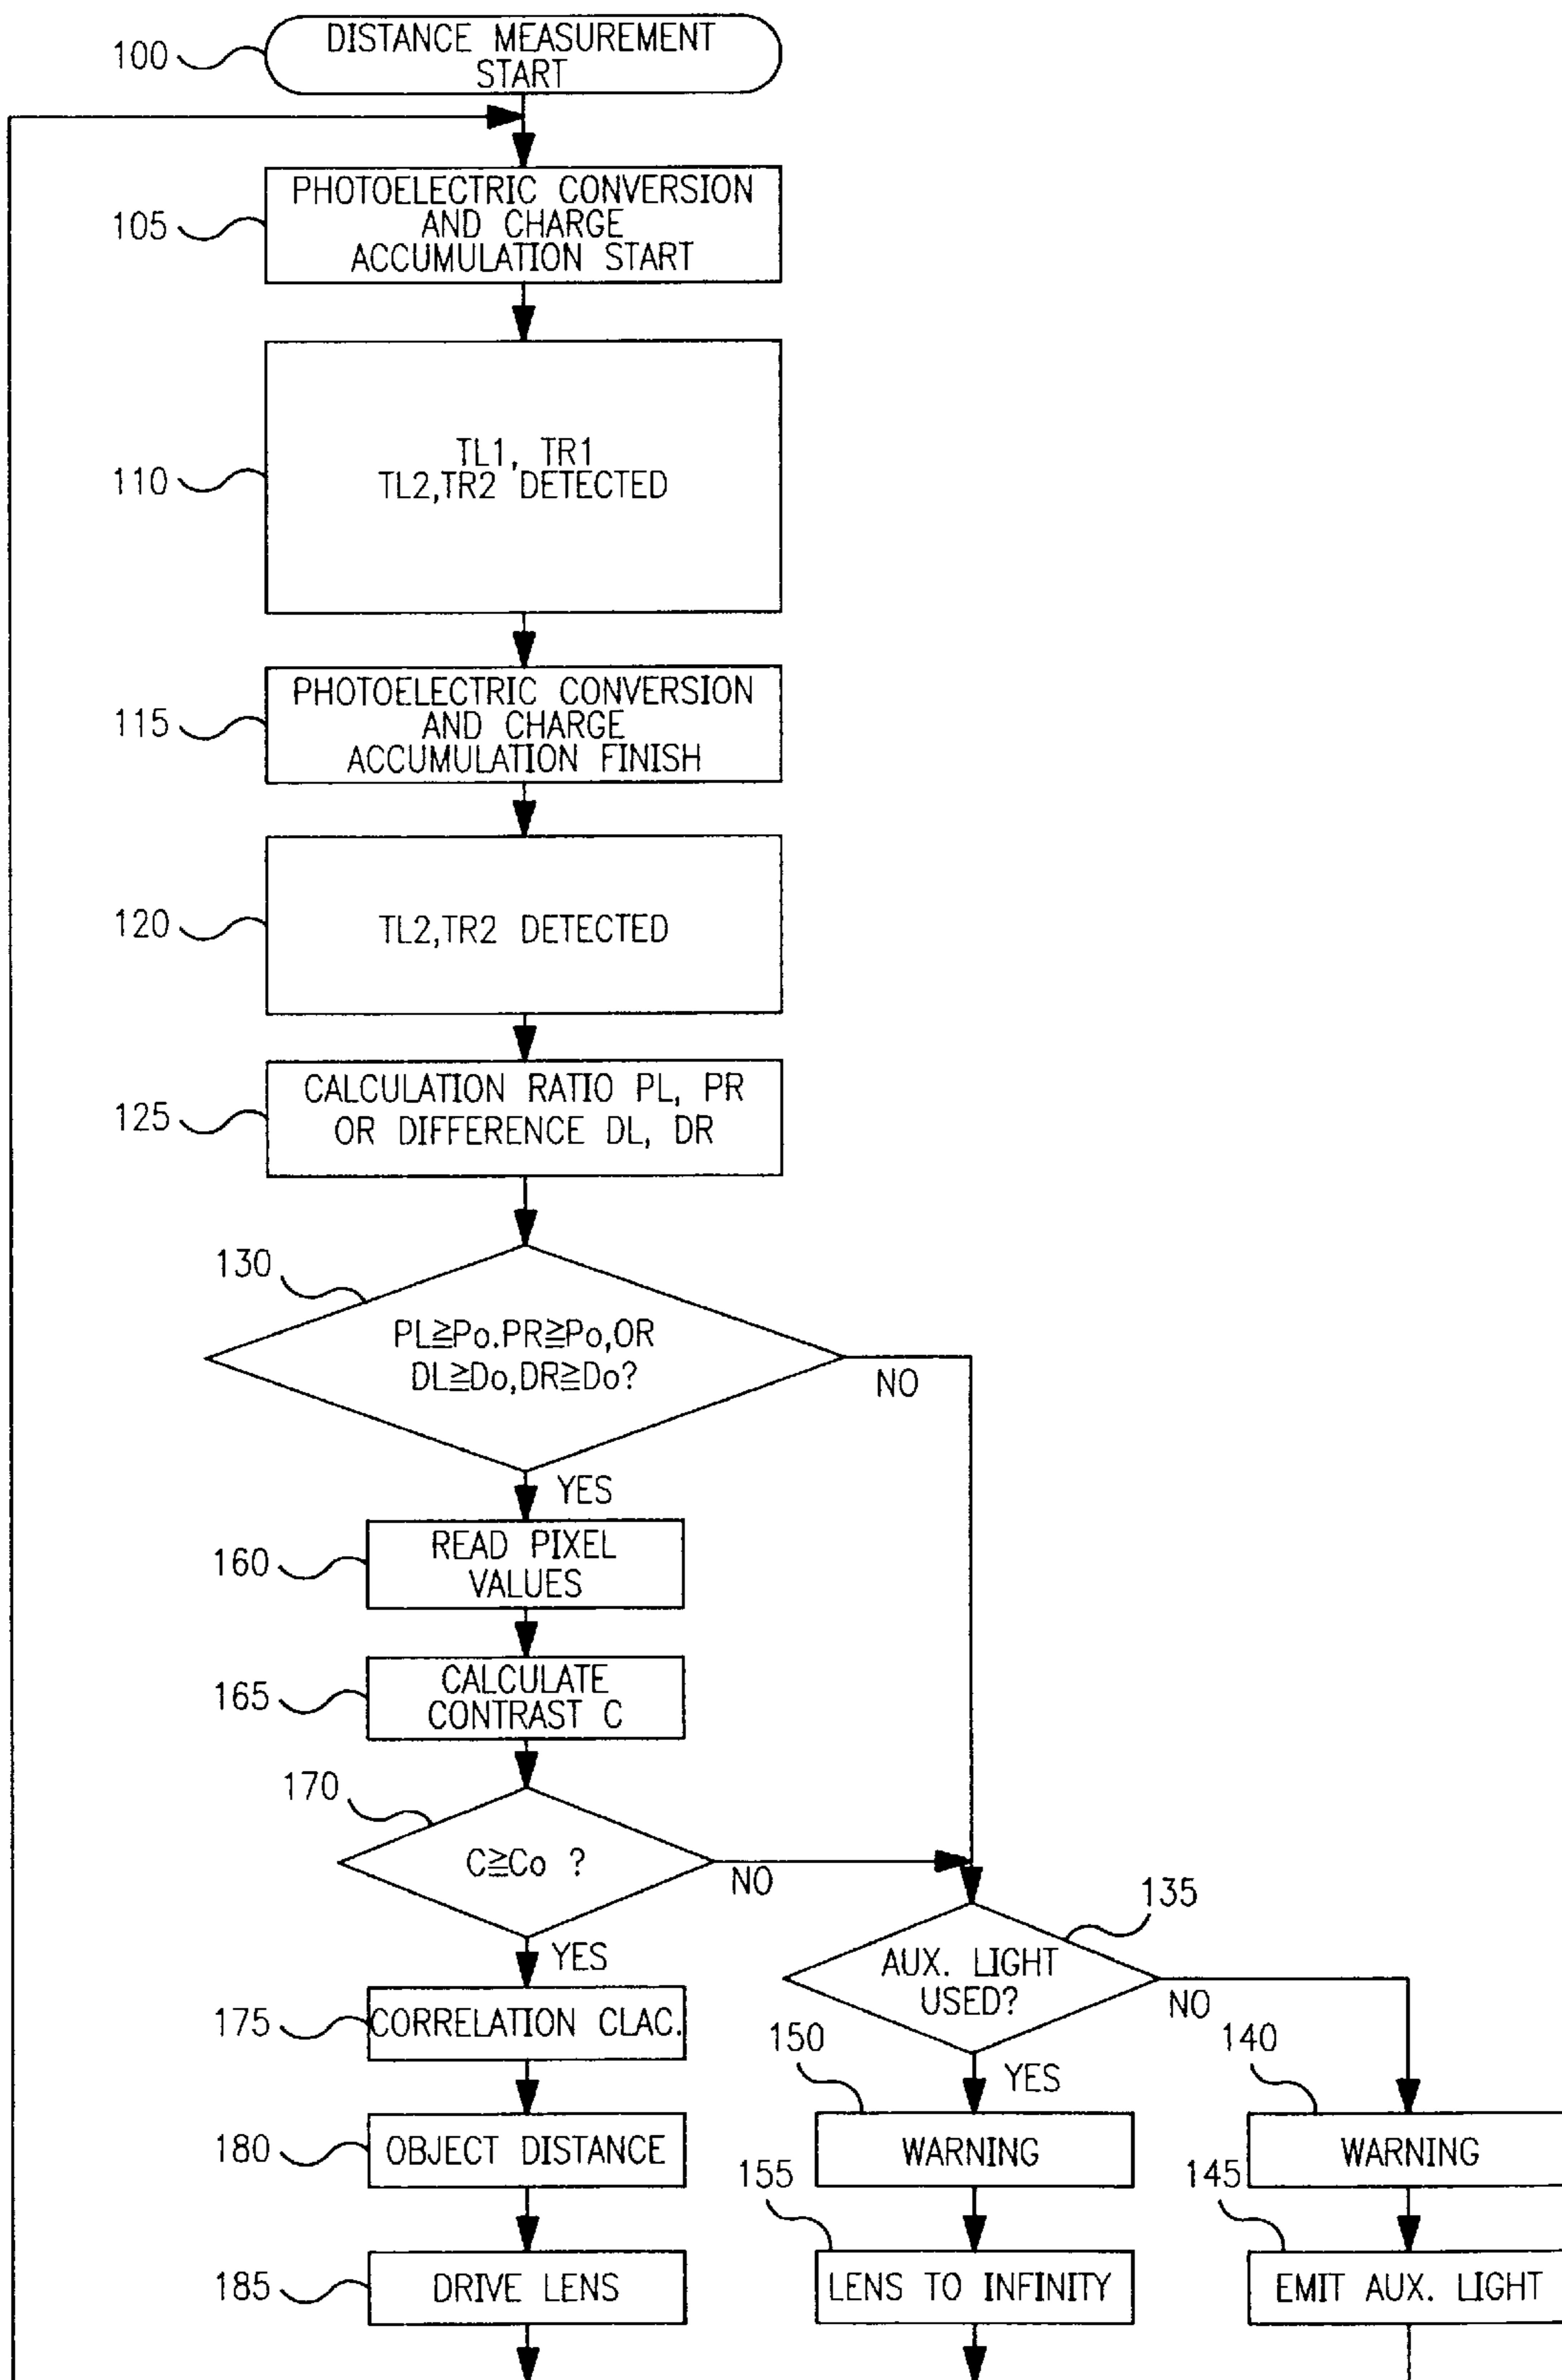 100
DISTANCE MEASUREMENT
START
105
PHOTOELECTRIC CONVERSION
AND CHARGE
ACCUMULATION START
110
TL1, TR1
TL2,TR2 DETECTED
115
PHOTOELECTRIC CONVERSION
AND CHARGE
ACCUMULATION FINISH
120
TL2,TR2 DETECTED
125
CALCULATION RATIO PL, PR
OR DIFFERENCE DL, DR
130
PL≧Po.PR≧Po,OR
DL≧Do,DR≧Do?
NO
YES
160
READ PIXEL
VALUES
165
CALCULATE
CONTRAST C
170
C≧Co ?
NO
YES
135
AUX. LIGHT
USED?
NO
YES
175
CORRELATION CLAC.
150
WARNING
140
WARNING
180
OBJECT DISTANCE
155
LENS TO INFINITY
145
EMIT AUX. LIGHT
185
DRIVE LENS